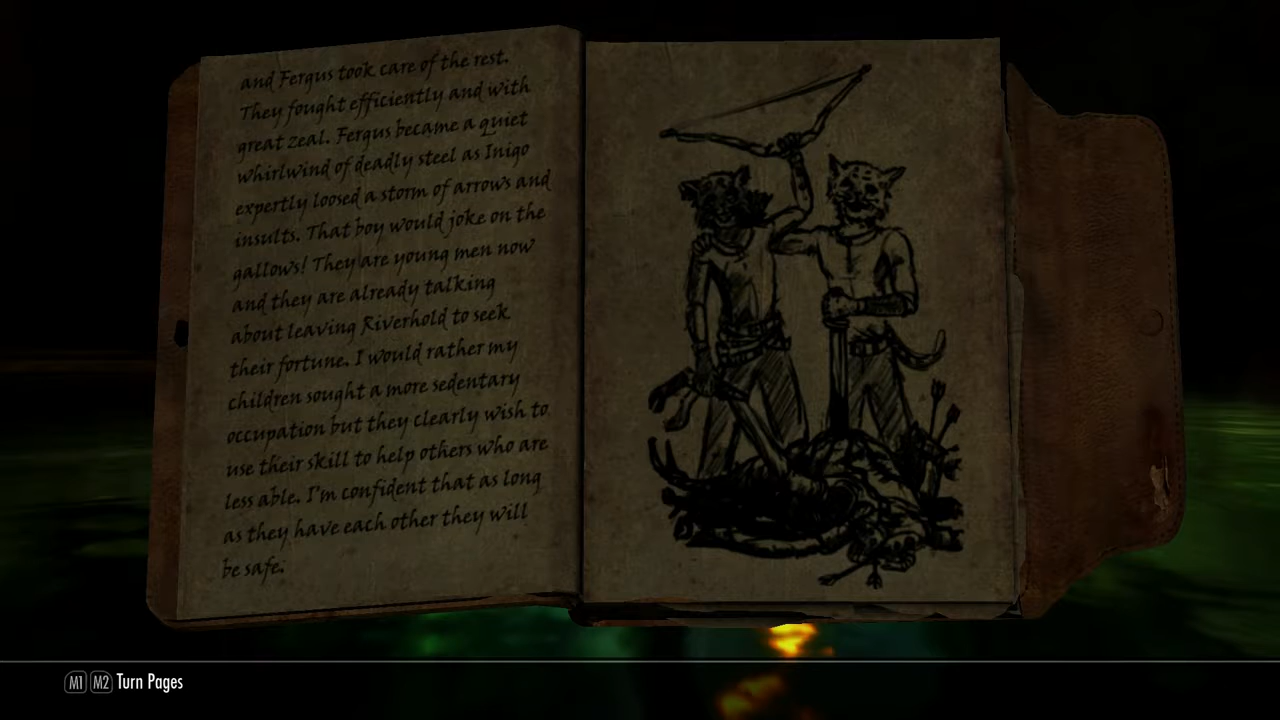 and Fergus took care of the rest.
They fought efficiently and with
great zeal. Fergus became a quiet
whirlwind of deadly steel as Inigo
expertly loosed a storm of arrows and
insults. That boy would joke on the
gallows! They are young men now
and they are already talking
about leaving Riverhold to seek
their fortune. I would rather my
children sought a more sedentary
occupation but they clearly wish to
use their skill to help others who are
less able. I'm confident that as long
as they have each other they will
be safe.
M1 M2 Turn Pages